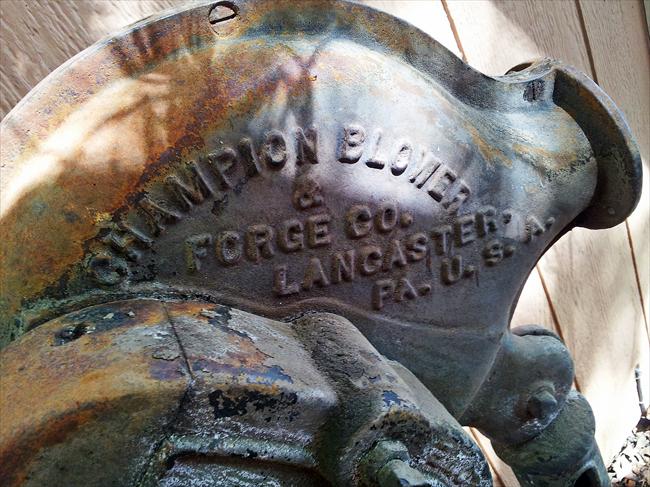 CHAMPION BLOWER
&
FORGE CO.
LANCASTER,
PA. U. S. A.